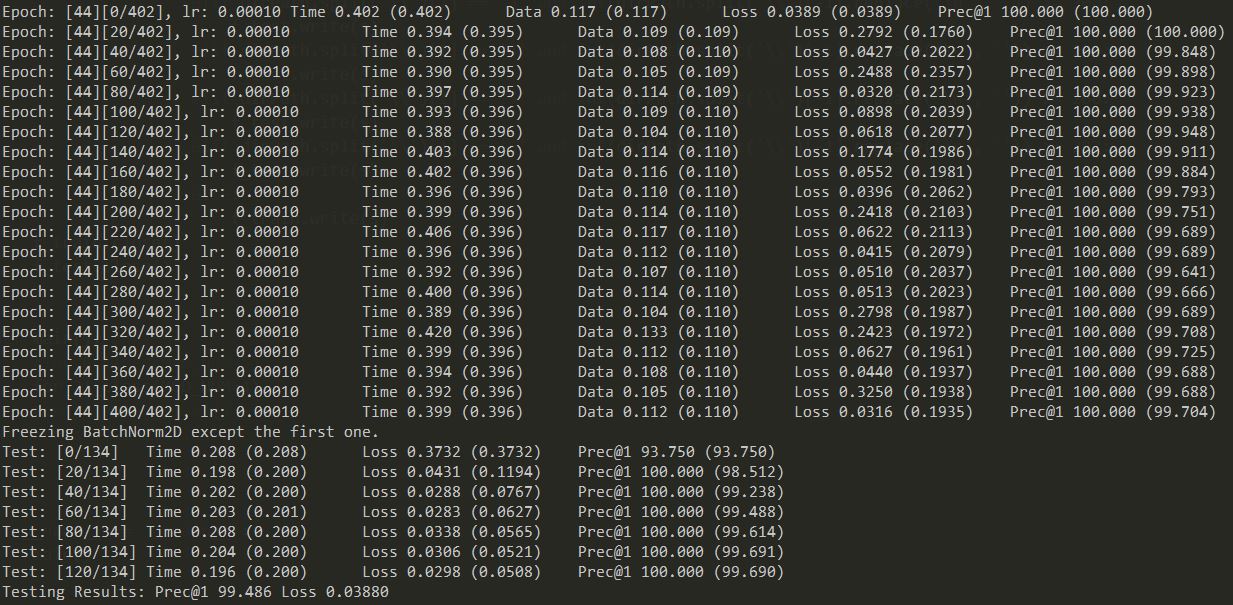 Epoch: [44][0/402], lr: 0.00010 Time 0.402 (0.402) Data 0.117 (0.117) Loss 0.0389 (0.0389) Prec@1 100.000 (100.000)
Epoch: [44][20/402], lr: 0.00010 Time 0.394 (0.395) Data 0.109 (0.109) Loss 0.2792 (0.1760) Prec@1 100.000 (100.000)
Epoch: [44][40/402], lr: 0.00010 Time 0.392 (0.395) Data 0.108 (0.110) Loss 0.0427 (0.2022) Prec@1 100.000 (99.848)
Epoch: [44][60/402], lr: 0.00010 Time 0.390 (0.395) Data 0.105 (0.109) Loss 0.2488 (0.2357) Prec@1 100.000 (99.898)
Epoch: [44][80/402], lr: 0.00010 Time 0.397 (0.395) Data 0.114 (0.109) Loss 0.0320 (0.2173) Prec@1 100.000 (99.923)
Epoch: [44][100/402], lr: 0.00010 Time 0.393 (0.395) Data 0.109 (0.110) Loss 0.0898 (0.2039) Prec@1 100.000 (99.938)
Epoch: [44][120/402], lr: 0.00010 Time 0.388 (0.396) Data 0.104 (0.110) Loss 0.0618 (0.2077) Prec@1 100.000 (99.948)
Epoch: [44][140/402], lr: 0.00010 Time 0.403 (0.396) Data 0.114 (0.110) Loss 0.1774 (0.1986) Prec@1 100.000 (99.911)
Epoch: [44][160/402], lr: 0.00010 Time 0.402 (0.396) Data 0.116 (0.110) Loss 0.0552 (0.1981) Prec@1 100.000 (99.884)
Epoch: [44][180/402], lr: 0.00010 Time 0.396 (0.396) Data 0.110 (0.110) Loss 0.0396 (0.2062) Prec@1 100.000 (99.793)
Epoch: [44][200/402], lr: 0.00010 Time 0.399 (0.396) Data 0.114 (0.110) Loss 0.2418 (0.2103) Prec@1 100.000 (99.751)
Epoch: [44][220/402], lr: 0.00010 Time 0.406 (0.396) Data 0.117 (0.110) Loss 0.0622 (0.2113) Prec@1 100.000 (99.689)
Epoch: [44][240/402], lr: 0.00010 Time 0.396 (0.396) Data 0.112 (0.110) Loss 0.0415 (0.2079) Prec@1 100.000 (99.689)
Epoch: [44][260/402], lr: 0.00010 Time 0.392 (0.396) Data 0.107 (0.110) Loss 0.0510 (0.2037) Prec@1 100.000 (99.641)
Epoch: [44][280/402], lr: 0.00010 Time 0.400 (0.396) Data 0.114 (0.110) Loss 0.0513 (0.2023) Prec@1 100.000 (99.666)
Epoch: [44][300/402], lr: 0.00010 Time 0.389 (0.396) Data 0.104 (0.110) Loss 0.2798 (0.1987) Prec@1 100.000 (99.689)
Epoch: [44][320/402], lr: 0.00010 Time 0.420 (0.396) Data 0.133 (0.110) Loss 0.2423 (0.1972) Prec@1 100.000 (99.708)
Epoch: [44][340/402], lr: 0.00010 Time 0.399 (0.396) Data 0.112 (0.110) Loss 0.0627 (0.1961) Prec@1 100.000 (99.725)
Epoch: [44][360/402], lr: 0.00010 Time 0.394 (0.396) Data 0.108 (0.110) Loss 0.0440 (0.1937) Prec@1 100.000 (99.688)
Epoch: [44][380/402], lr: 0.00010 Time 0.392 (0.396) Data 0.105 (0.110) Loss 0.3250 (0.1938) Prec@1 100.000 (99.688)
Epoch: [44][400/402], lr: 0.00010 Time 0.399 (0.396) Data 0.112 (0.110) Loss 0.0316 (0.1935) Prec@1 100.000 (99.704)
Freezing BatchNorm2D except the first one.
Test: [0/134] Time 0.208 (0.208) Loss 0.3732 (0.3732) Prec@1 93.750 (93.750)
Test: [20/134] Time 0.198 (0.200) Loss 0.0431 (0.1194) Prec@1 100.000 (98.512)
Test: [40/134] Time 0.202 (0.200) Loss 0.0288 (0.0767) Prec@1 100.000 (99.238)
Test: [60/134] Time 0.203 (0.201) Loss 0.0283 (0.0627) Prec@1 100.000 (99.488)
Test: [80/134] Time 0.208 (0.200) Loss 0.0338 (0.0565) Prec@1 100.000 (99.614)
Test: [100/134] Time 0.204 (0.200) Loss 0.0306 (0.0521) Prec@1 100.000 (99.691)
Test: [120/134] Time 0.196 (0.200) Loss 0.0298 (0.0508) Prec@1 100.000 (99.690)
Testing Results: Prec@1 99.486 Loss 0.03880